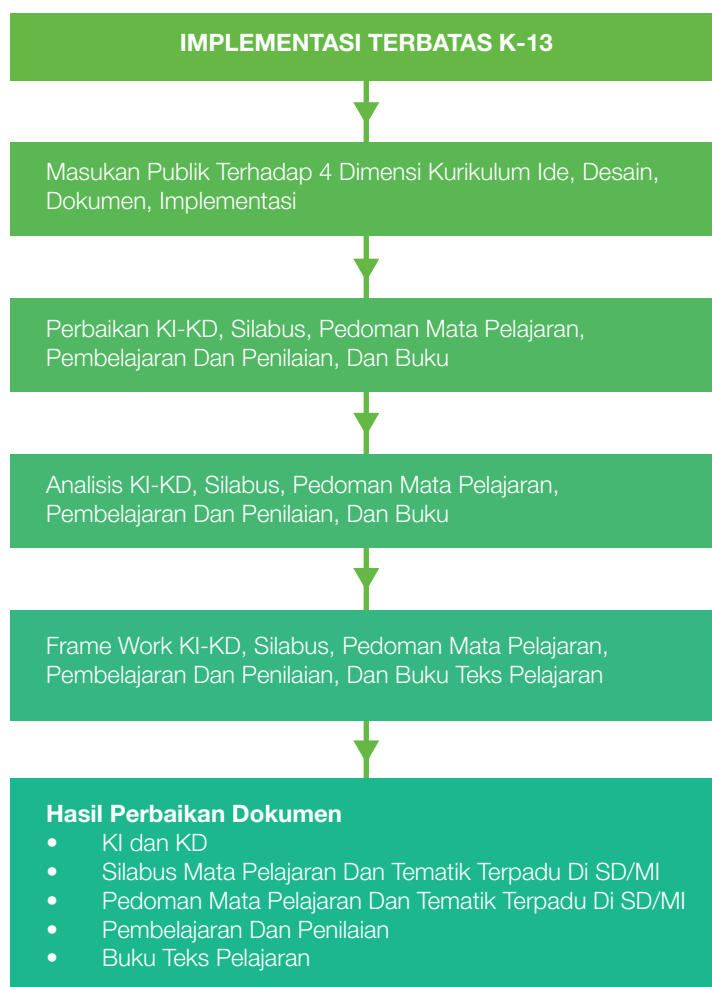 IMPLEMENTASI TERBATAS K-13
Masukan Publik Terhadap 4 Dimensi Kurikulum Ide, Desain,
Dokumen, Implementasi
Perbaikan KI-KD, Silabus, Pedoman Mata Pelajaran,
Pembelajaran Dan Penilaian, Dan Buku
Analisis KI-KD, Silabus, Pedoman Mata Pelajaran,
Pembelajaran Dan Penilaian, Dan Buku
Frame Work KI-KD, Silabus, Pedoman Mata Pelajaran,
Pembelajaran Dan Penilaian, Dan Buku Teks Pelajaran
Hasil Perbaikan Dokumen
• KI dan KD
• Silabus Mata Pelajaran Dan Tematik Terpadu Di SD/MI
• Pedoman Mata Pelajaran Dan Tematik Terpadu Di SD/MI
• Pembelajaran Dan Penilaian
• Buku Teks Pelajaran